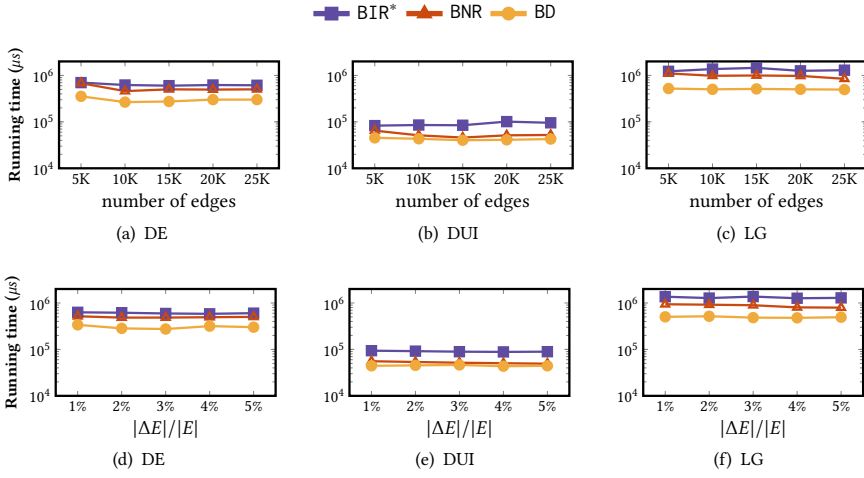 BIR* BNR BD
Running time (μs)
10^6
10^5
10^4
5K 10K 15K 20K 25K
number of edges
(a) DE
10^6
10^5
10^4
5K 10K 15K 20K 25K
number of edges
(b) DUI
10^6
10^5
10^4
5K 10K 15K 20K 25K
number of edges
(c) LG
Running time (μs)
10^6
10^5
10^4
1% 2% 3% 4% 5%
|ΔE|/|E|
(d) DE
10^6
10^5
10^4
1% 2% 3% 4% 5%
|ΔE|/|E|
(e) DUI
10^6
10^5
10^4
1% 2% 3% 4% 5%
|ΔE|/|E|
(f) LG